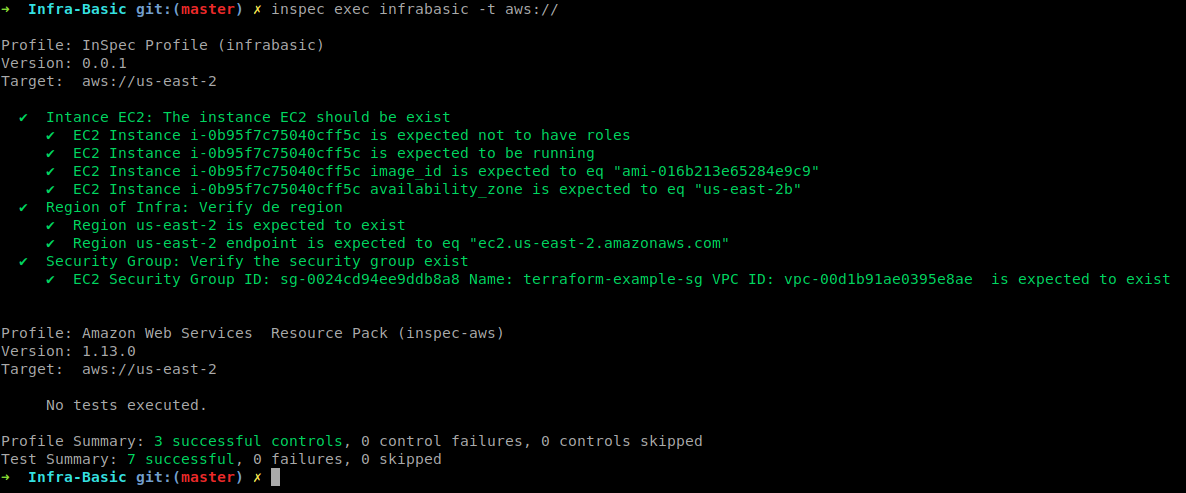 ➜  Infra-Basic git:(master) ✗ inspec exec infrabasic -t aws://

Profile: InSpec Profile (infrabasic)
Version: 0.0.1
Target:  aws://us-east-2

  ✔  Intance EC2: The instance EC2 should be exist
     ✔  EC2 Instance i-0b95f7c75040cff5c is expected not to have roles
     ✔  EC2 Instance i-0b95f7c75040cff5c is expected to be running
     ✔  EC2 Instance i-0b95f7c75040cff5c image_id is expected to eq "ami-016b213e65284e9c9"
     ✔  EC2 Instance i-0b95f7c75040cff5c availability_zone is expected to eq "us-east-2b"
  ✔  Region of Infra: Verify de region
     ✔  Region us-east-2 is expected to exist
     ✔  Region us-east-2 endpoint is expected to eq "ec2.us-east-2.amazonaws.com"
  ✔  Security Group: Verify the security group exist
     ✔  EC2 Security Group ID: sg-0024cd94ee9ddb8a8 Name: terraform-example-sg VPC ID: vpc-00d1b91ae0395e8ae  is expected to exist


Profile: Amazon Web Services  Resource Pack (inspec-aws)
Version: 1.13.0
Target:  aws://us-east-2

     No tests executed.

Profile Summary: 3 successful controls, 0 control failures, 0 controls skipped
Test Summary: 7 successful, 0 failures, 0 skipped
➜  Infra-Basic git:(master) ✗